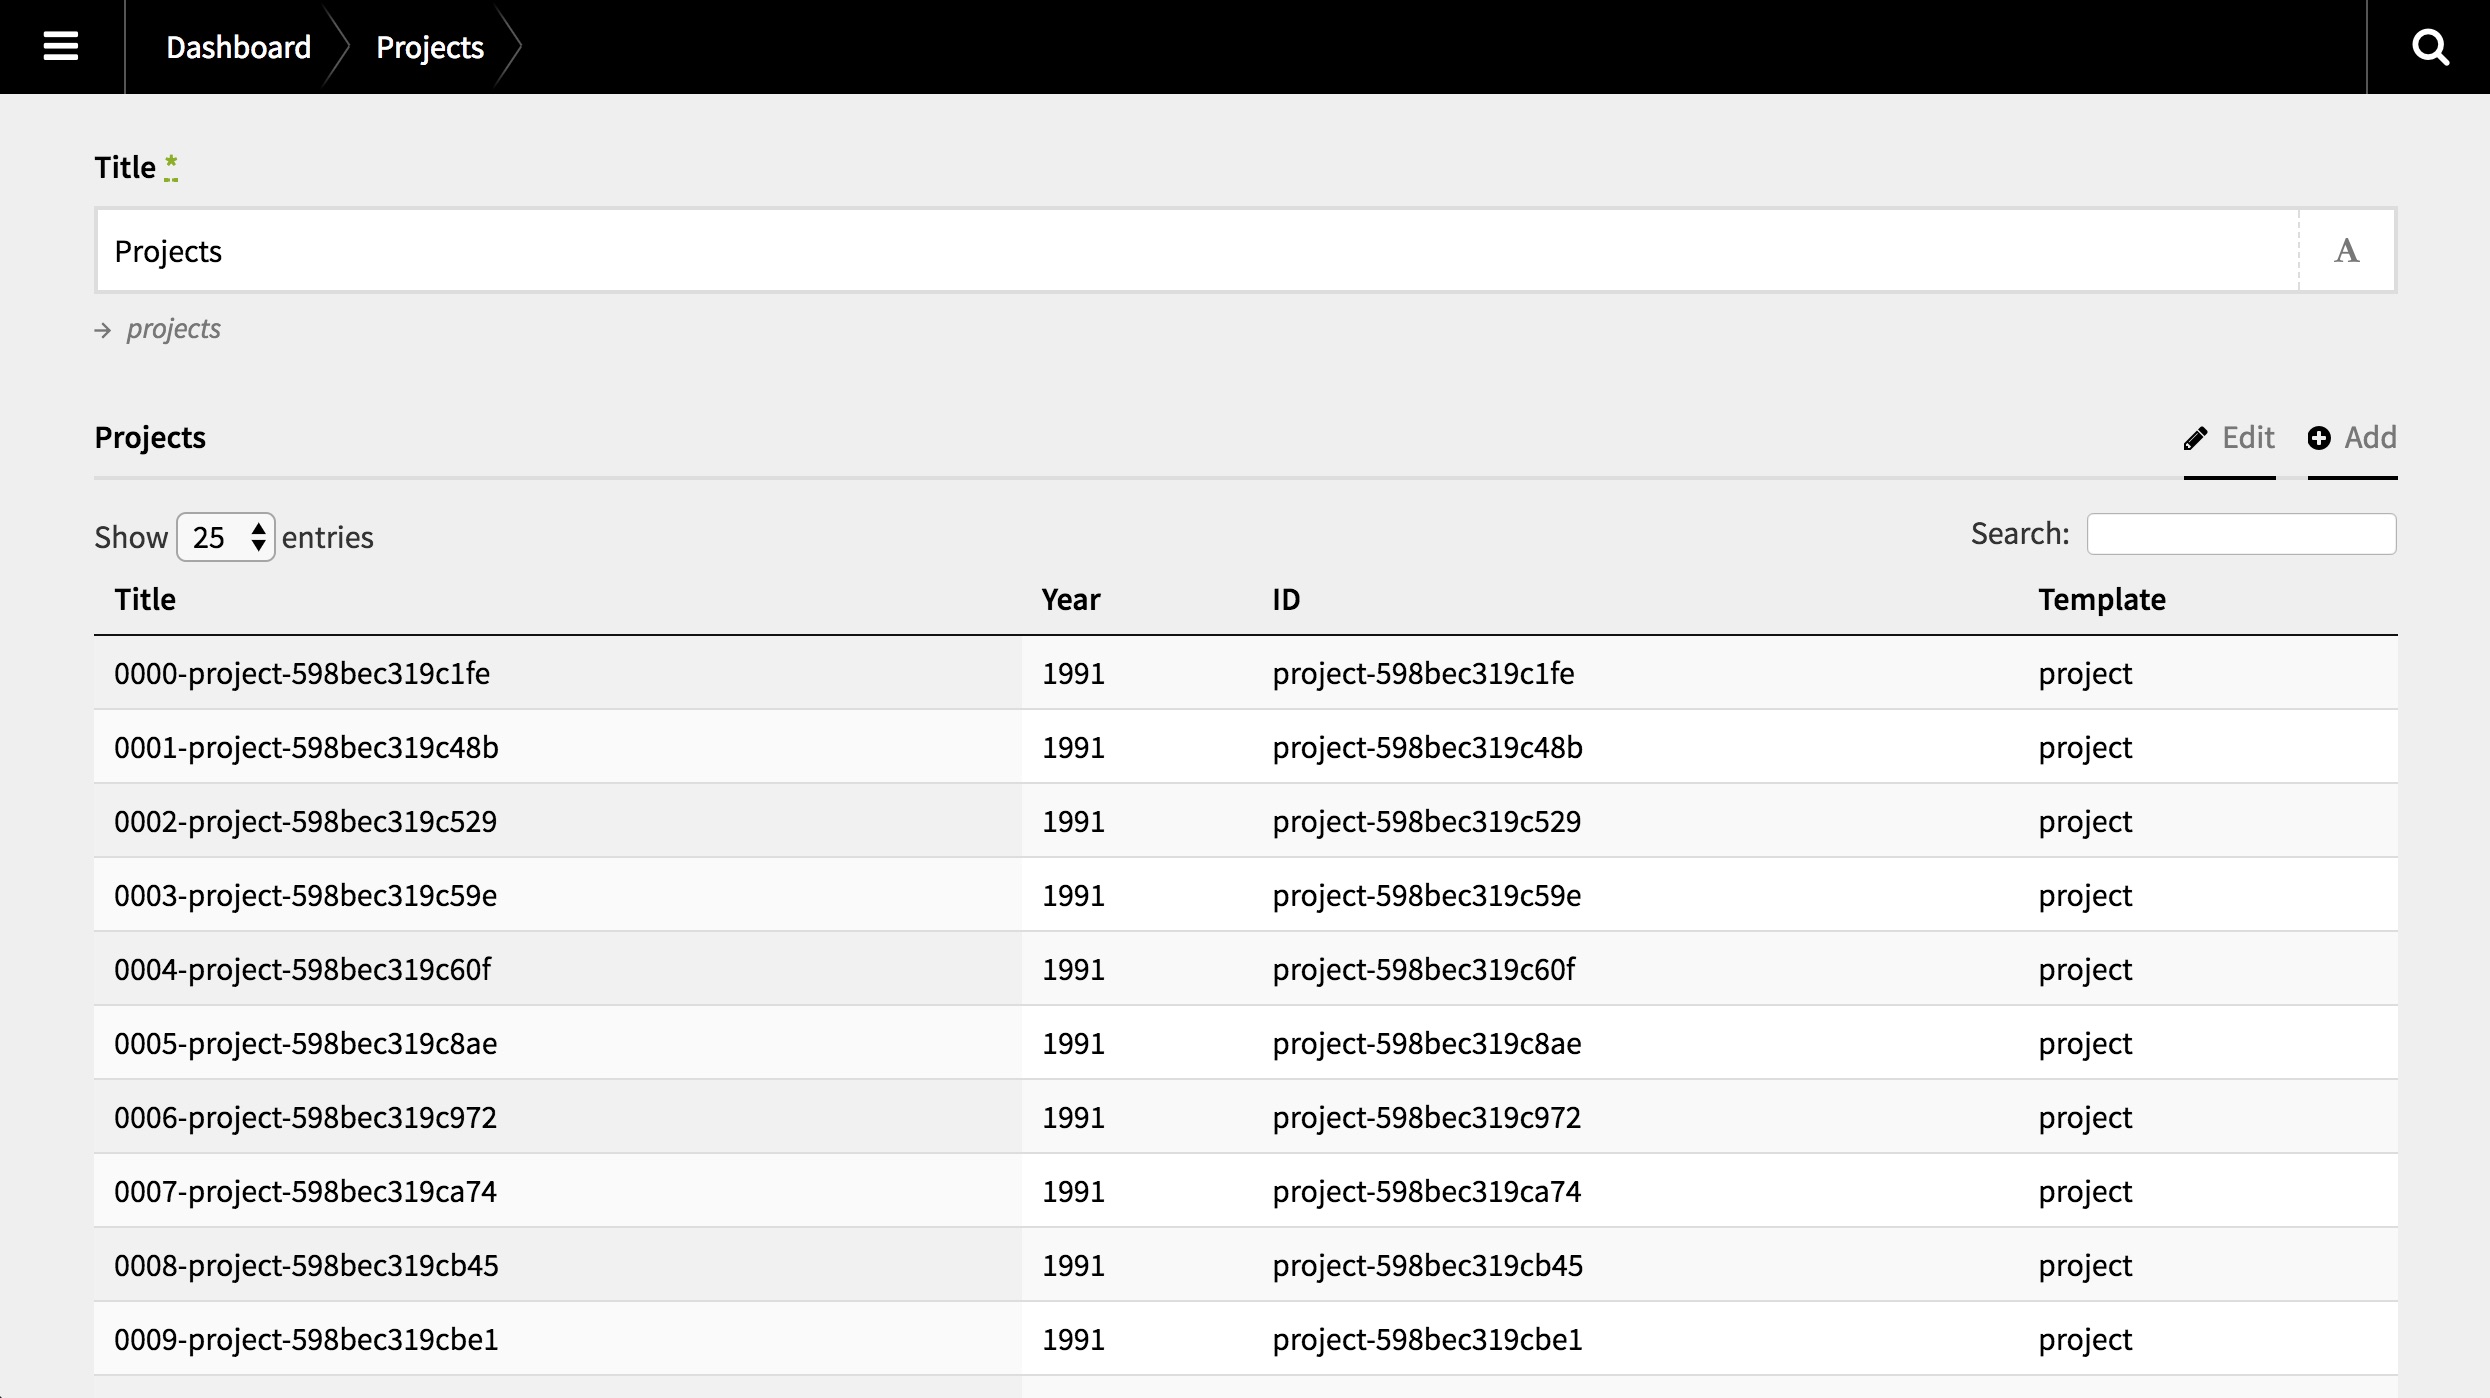 Dashboard Projects
Title *
Projects A
→ projects
Projects Edit Add
Show 25 entries Search:
Title Year ID Template
0000-project-598bec319c1fe 1991 project-598bec319c1fe project
0001-project-598bec319c48b 1991 project-598bec319c48b project
0002-project-598bec319c529 1991 project-598bec319c529 project
0003-project-598bec319c59e 1991 project-598bec319c59e project
0004-project-598bec319c60f 1991 project-598bec319c60f project
0005-project-598bec319c8ae 1991 project-598bec319c8ae project
0006-project-598bec319c972 1991 project-598bec319c972 project
0007-project-598bec319ca74 1991 project-598bec319ca74 project
0008-project-598bec319cb45 1991 project-598bec319cb45 project
0009-project-598bec319cbe1 1991 project-598bec319cbe1 project